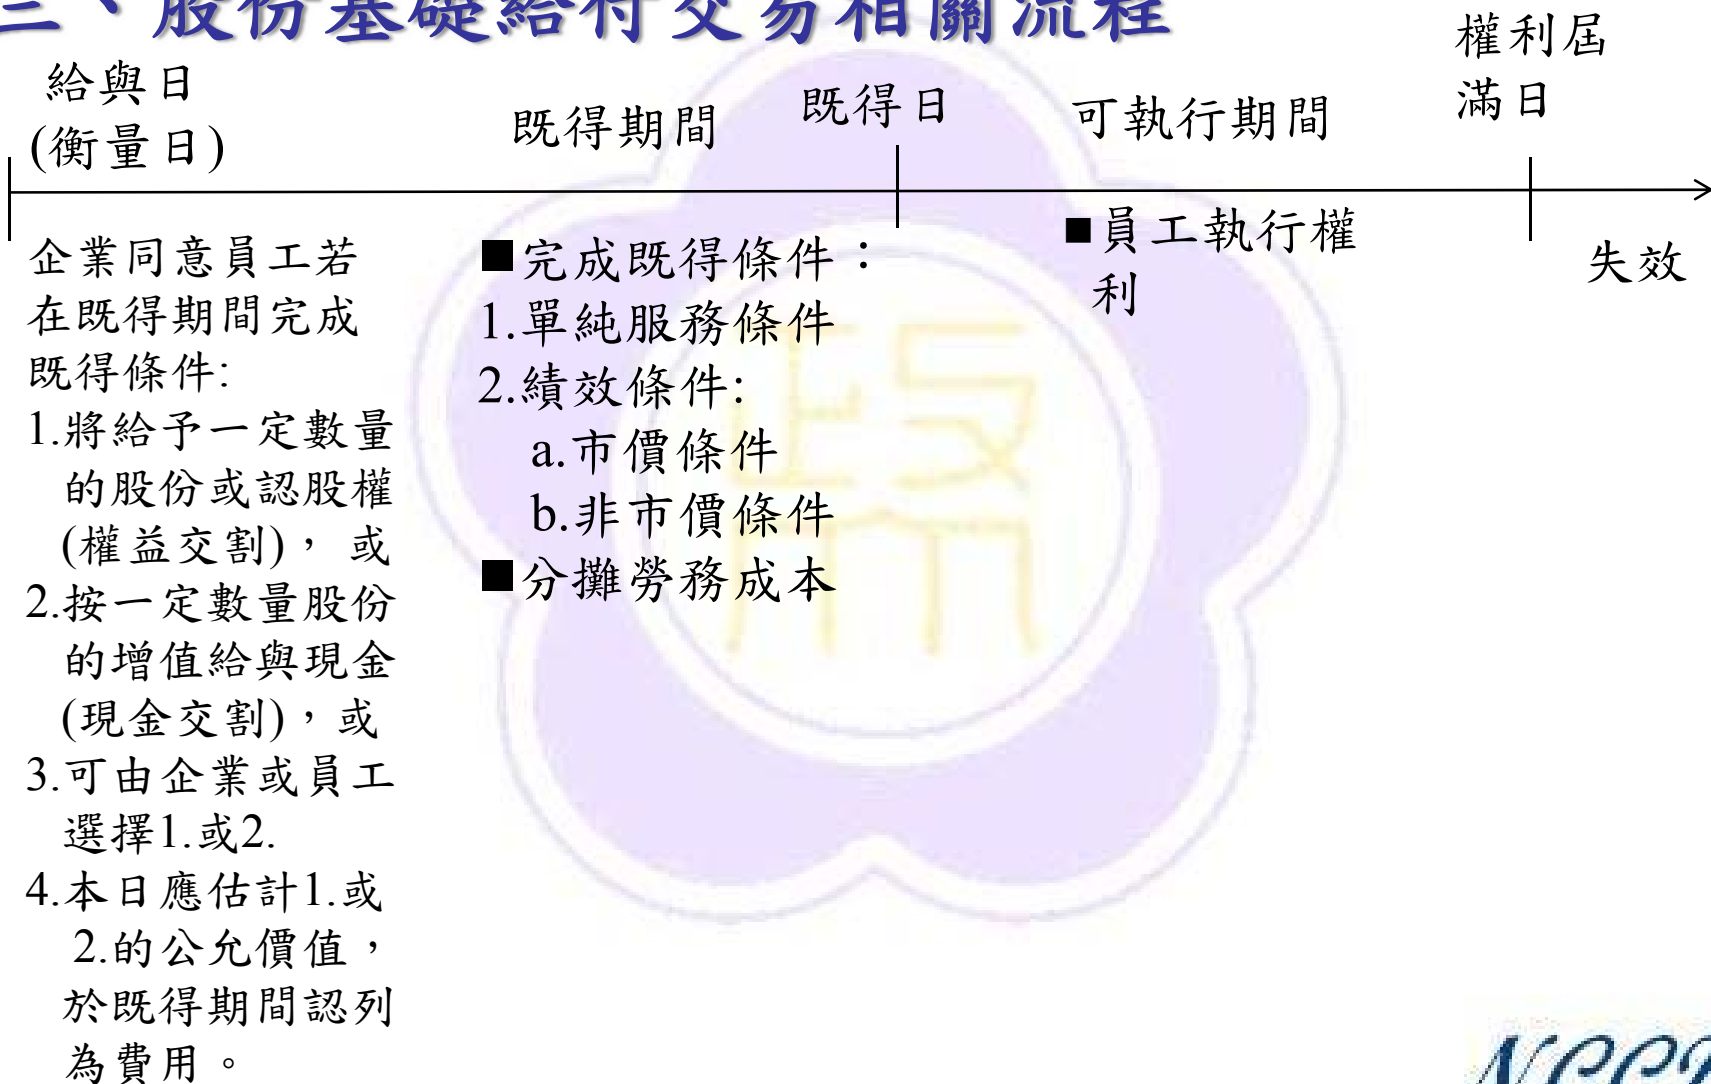 三、股份基礎給付交易相關流程
給與日
(衡量日)
既得期間
既得日
可執行期間
權利屆
滿日
企業同意員工若
在既得期間完成
既得條件:
1.將給予一定數量
的股份或認股權
(權益交割)，或
2.按一定數量股份
的增值給與現金
(現金交割)，或
3.可由企業或員工
選擇1.或2.
4.本日應估計1.或
2.的公允價值，
於既得期間認列
為費用。
■完成既得條件：
1.單純服務條件
2.績效條件:
a.市價條件
b.非市價條件
■分攤勞務成本
■員工執行權
利
失效